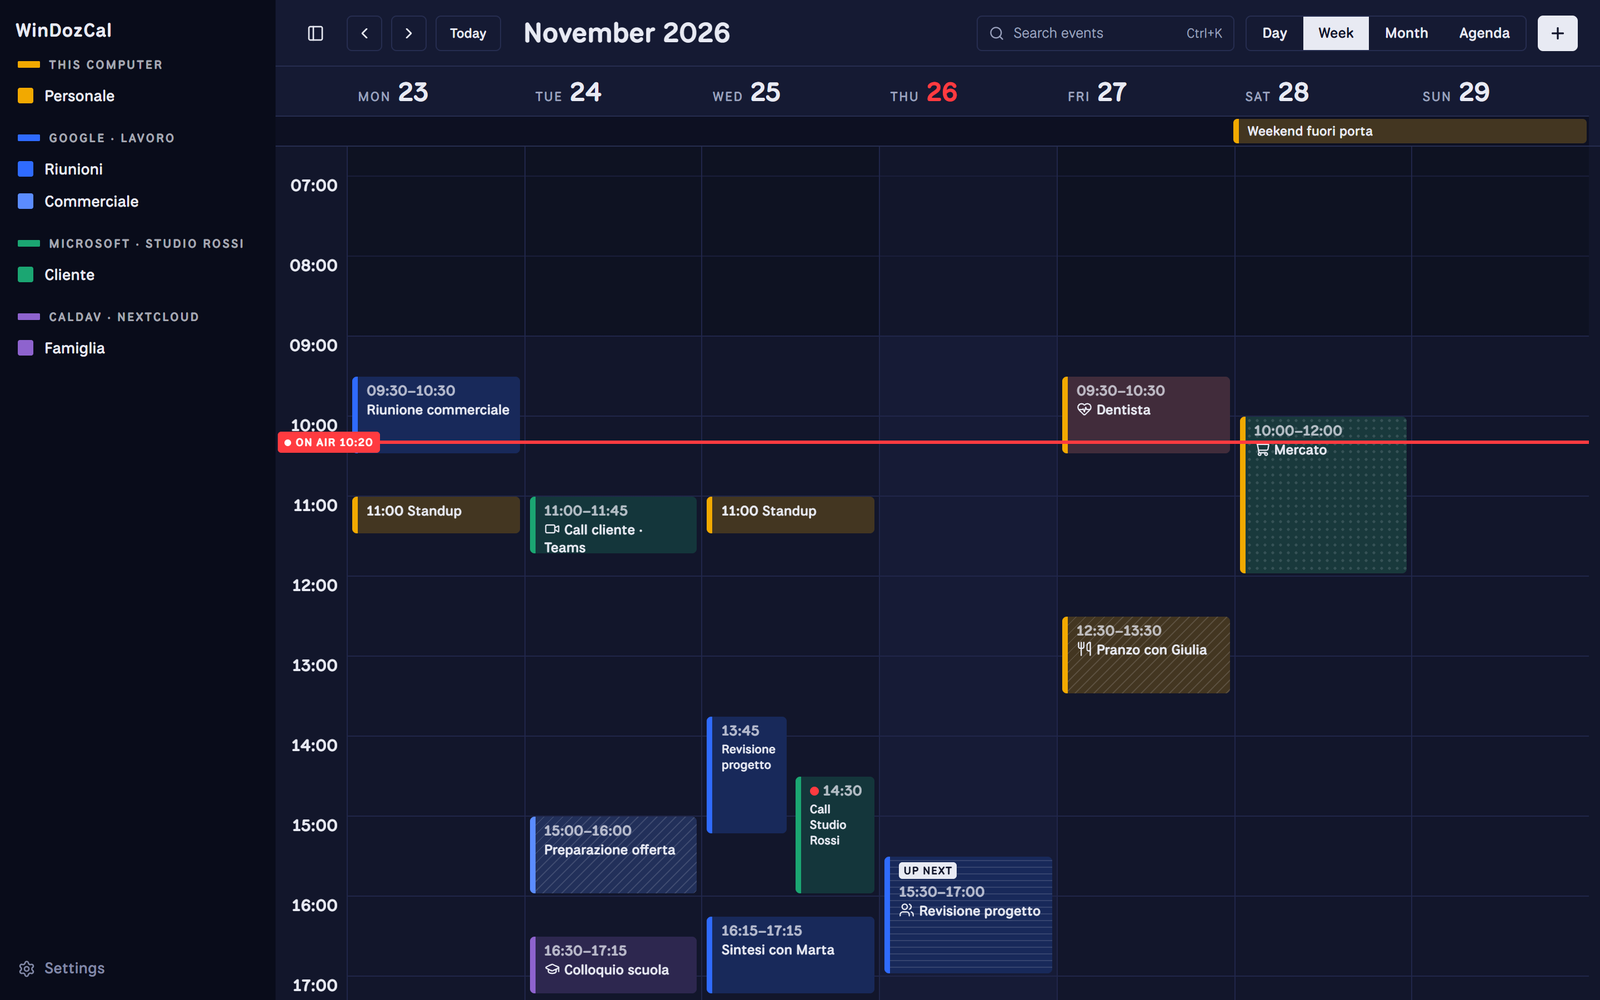 WinDozCal
THIS COMPUTER
Personale
GOOGLE · LAVORO
Riunioni
Commerciale
MICROSOFT · STUDIO ROSSI
Cliente
CALDAV · NEXTCLOUD
Famiglia
Settings
Today
November 2026
Search events Ctrl+K
Day Week Month Agenda
MON 23 TUE 24 WED 25 THU 26 FRI 27 SAT 28 SUN 29
Weekend fuori porta
07:00
08:00
09:00
10:00
ON AIR 10:20
11:00
12:00
13:00
14:00
15:00
16:00
17:00
09:30–10:30
Riunione commerciale
11:00 Standup
11:00–11:45
Call cliente ·
Teams
15:00–16:00
Preparazione offerta
16:30–17:15
Colloquio scuola
11:00 Standup
13:45
Revisione
progetto
14:30
Call
Studio
Rossi
16:15–17:15
Sintesi con Marta
UP NEXT
15:30–17:00
Revisione progetto
09:30–10:30
Dentista
12:30–13:30
Pranzo con Giulia
10:00–12:00
Mercato